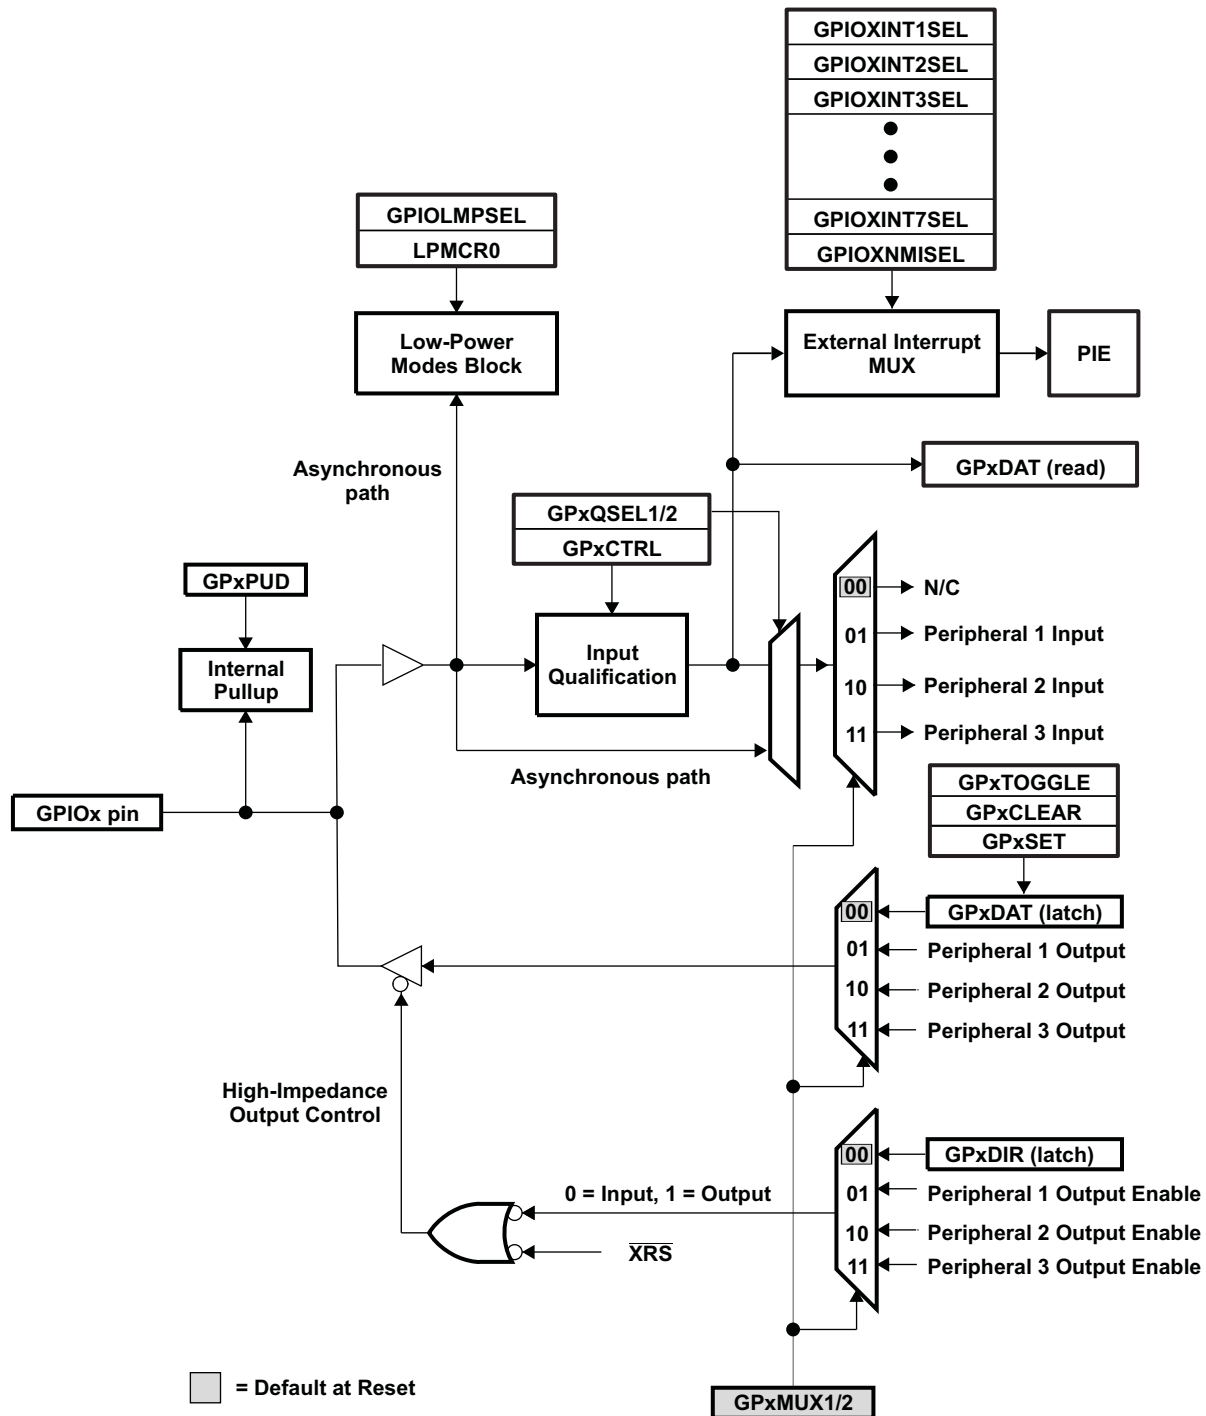 GPIOXINT1SEL
GPIOXINT2SEL
GPIOXINT3SEL
GPIOXINT7SEL
GPIOXNMISEL
GPIOLMPSEL
LPMCR0
Low-Power
Modes Block
External Interrupt
MUX
PIE
Asynchronous
path
GPxDAT (read)
GPxQSEL1/2
GPxCTRL
GPxPUD
Internal
Pullup
Input
Qualification
00
N/C
01
Peripheral 1 Input
10
Peripheral 2 Input
11
Peripheral 3 Input
Asynchronous path
GPIOx pin
GPxTOGGLE
GPxCLEAR
GPxSET
00
GPxDAT (latch)
01
Peripheral 1 Output
10
Peripheral 2 Output
11
Peripheral 3 Output
High-Impedance
Output Control
00
GPxDIR (latch)
0 = Input, 1 = Output
01
Peripheral 1 Output Enable
10
Peripheral 2 Output Enable
11
Peripheral 3 Output Enable
XRS
= Default at Reset
GPxMUX1/2